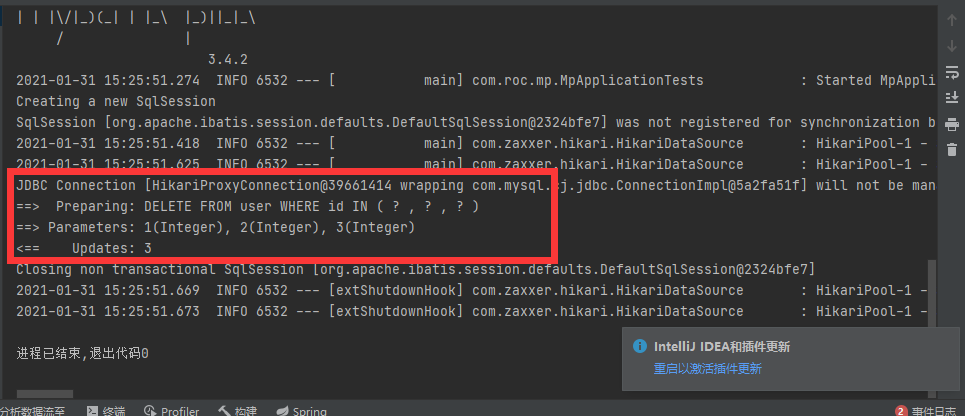 | | |\/|_)(_| | |_\  |_)||_|_\
     /               |
                        3.4.2
2021-01-31 15:25:51.274  INFO 6532 --- [           main] com.roc.mp.MpApplicationTests            : Started MpAppli
Creating a new SqlSession
SqlSession [org.apache.ibatis.session.defaults.DefaultSqlSession@2324bfe7] was not registered for synchronization b
2021-01-31 15:25:51.418  INFO 6532 --- [           main] com.zaxxer.hikari.HikariDataSource       : HikariPool-1 -
2021-01-31 15:25:51.625  INFO 6532 --- [           main] com.zaxxer.hikari.HikariDataSource       : HikariPool-1 -
JDBC Connection [HikariProxyConnection@39661414 wrapping com.mysql.cj.jdbc.ConnectionImpl@5a2fa51f] will not be man
==>  Preparing: DELETE FROM user WHERE id IN ( ? , ? , ? )
==> Parameters: 1(Integer), 2(Integer), 3(Integer)
<==    Updates: 3
Closing non transactional SqlSession [org.apache.ibatis.session.defaults.DefaultSqlSession@2324bfe7]
2021-01-31 15:25:51.669  INFO 6532 --- [extShutdownHook] com.zaxxer.hikari.HikariDataSource       : HikariPool-1 -
2021-01-31 15:25:51.673  INFO 6532 --- [extShutdownHook] com.zaxxer.hikari.HikariDataSource       : HikariPool-1 -
进程已结束,退出代码0
IntelliJ IDEA和插件更新
重启以激活插件更新
分析数据流至 终端 Profiler 构建 Spring 2 事件日志